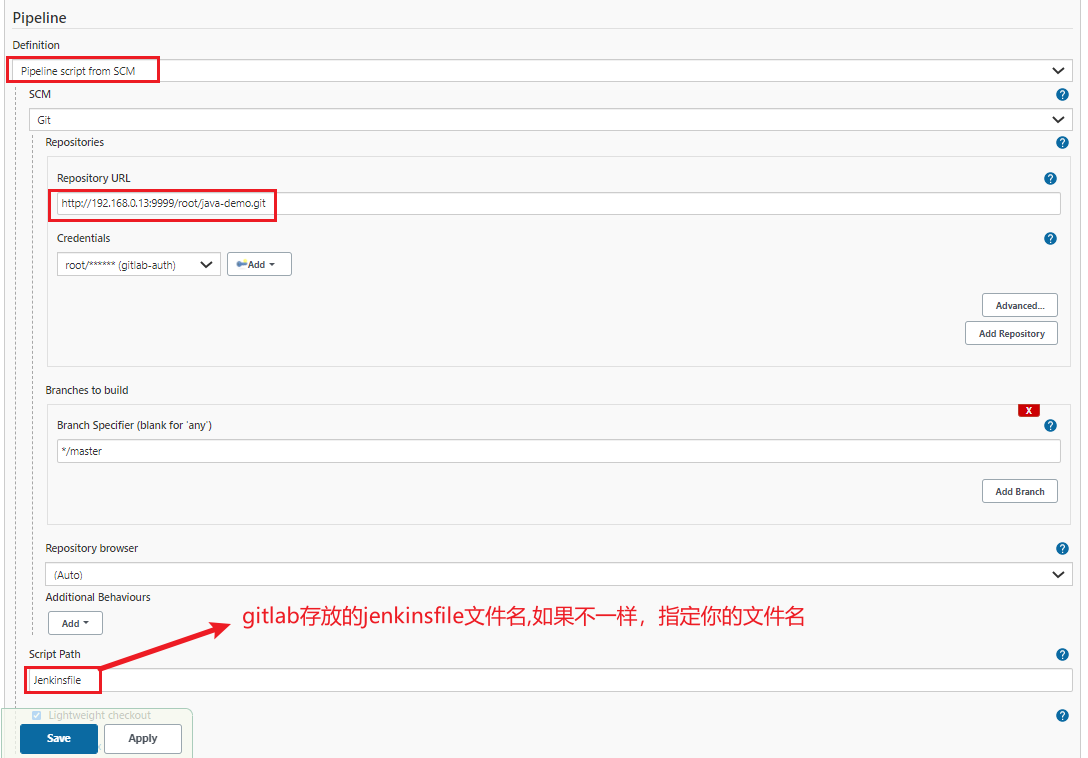 Pipeline
Definition
Pipeline script from SCM
SCM
Git
Repositories
Repository URL
http://192.168.0.13:9999/root/java-demo.git
Credentials
root/****** (gitlab-auth)
Add
Advanced...
Add Repository
Branches to build
X
Branch Specifier (blank for 'any')
*/master
Add Branch
Repository browser
(Auto)
Additional Behaviours
gitlab存放的jenkinsfile文件名,如果不一样，指定你的文件名
Add
Script Path
Jenkinsfile
Lightweight checkout
Save Apply